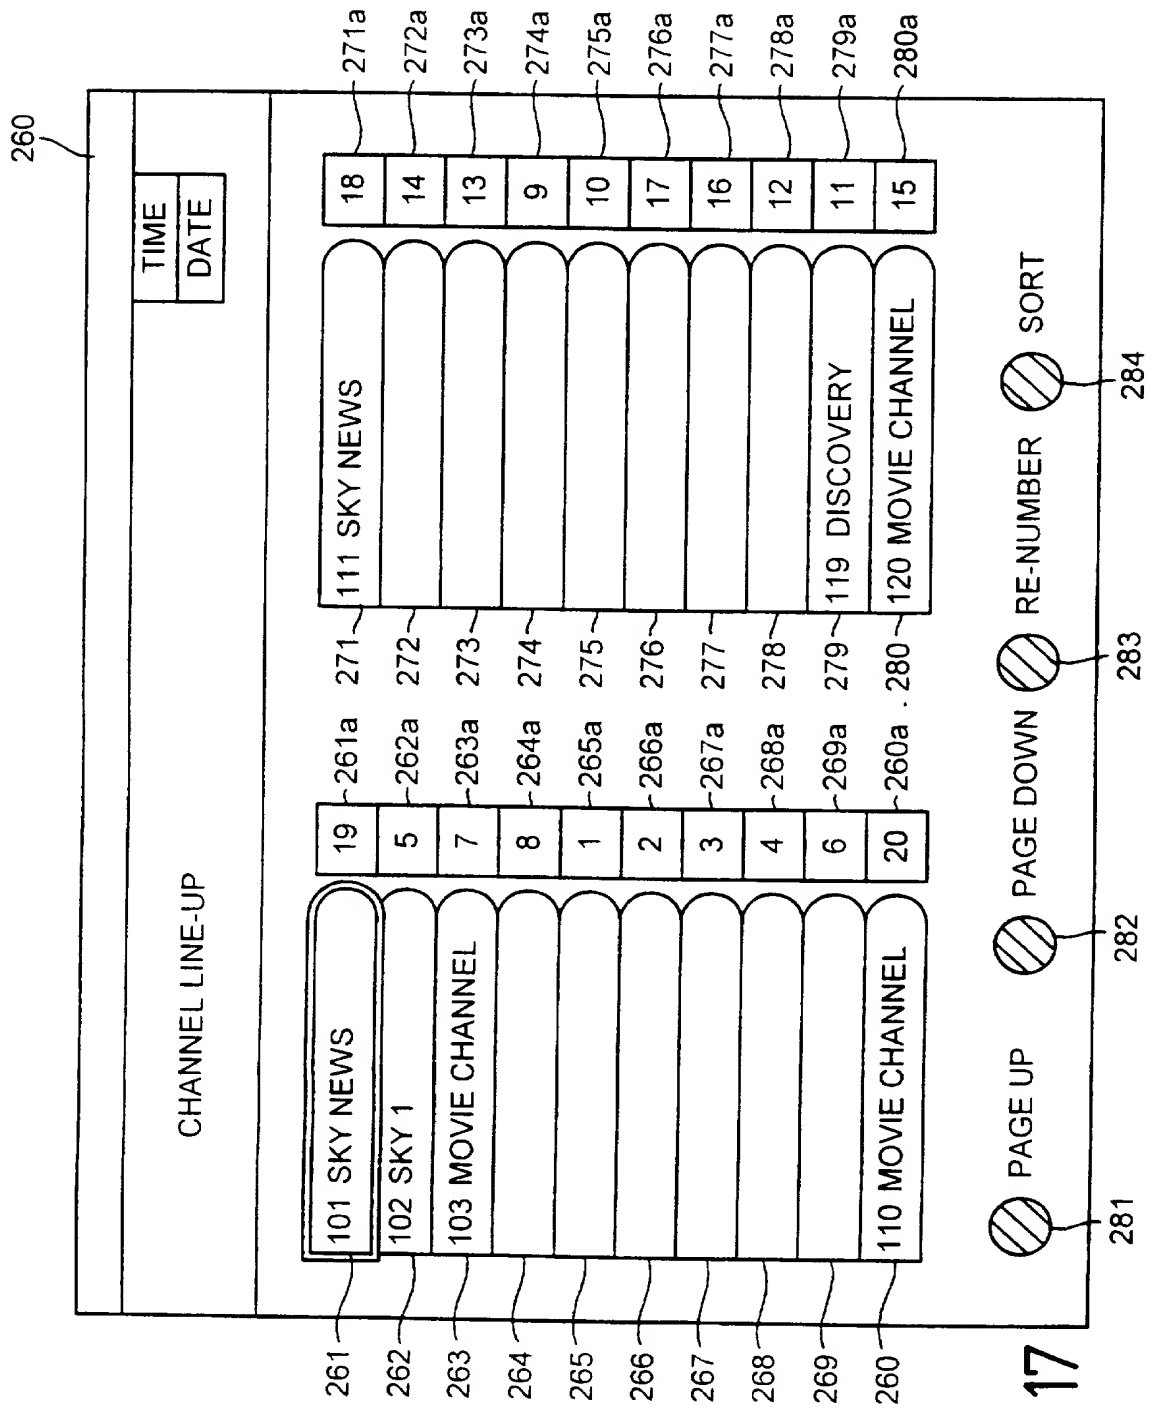 260
TIME
DATE
CHANNEL LINE-UP
261 101 SKY NEWS 19 261a 271 111 SKY NEWS 18 271a
262 102 SKY 1 5 262a 272 14 272a
263 103 MOVIE CHANNEL 7 263a 273 13 273a
264 8 264a 274 9 274a
265 1 265a 275 10 275a
266 2 266a 276 17 276a
267 3 267a 277 16 277a
268 4 268a 278 12 278a
269 6 269a 279 119 DISCOVERY 11 279a
260 110 MOVIE CHANNEL 20 260a 280 120 MOVIE CHANNEL 15 280a
PAGE UP PAGE DOWN RE-NUMBER SORT
281 282 283 284
17